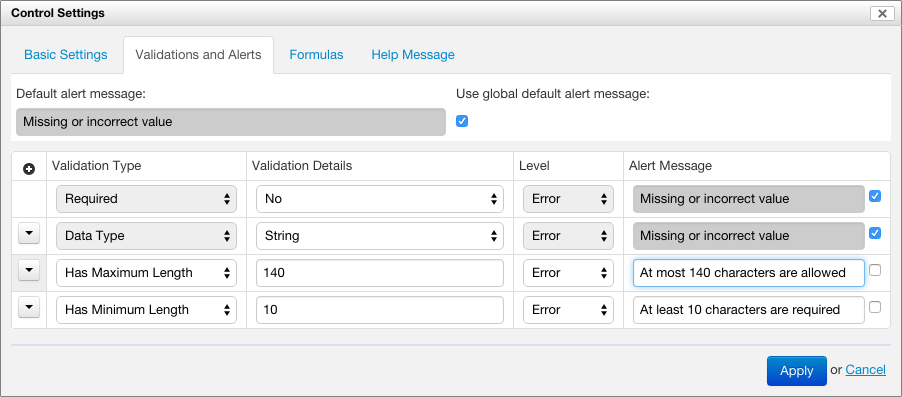 Control Settings
Basic Settings Validations and Alerts Formulas Help Message
Default alert message: Use global default alert message:
Missing or incorrect value
Validation Type Validation Details Level Alert Message
Required No Error Missing or incorrect value
Data Type String Error Missing or incorrect value
Has Maximum Length 140 Error At most 140 characters are allowed
Has Minimum Length 10 Error At least 10 characters are required
Apply or Cancel